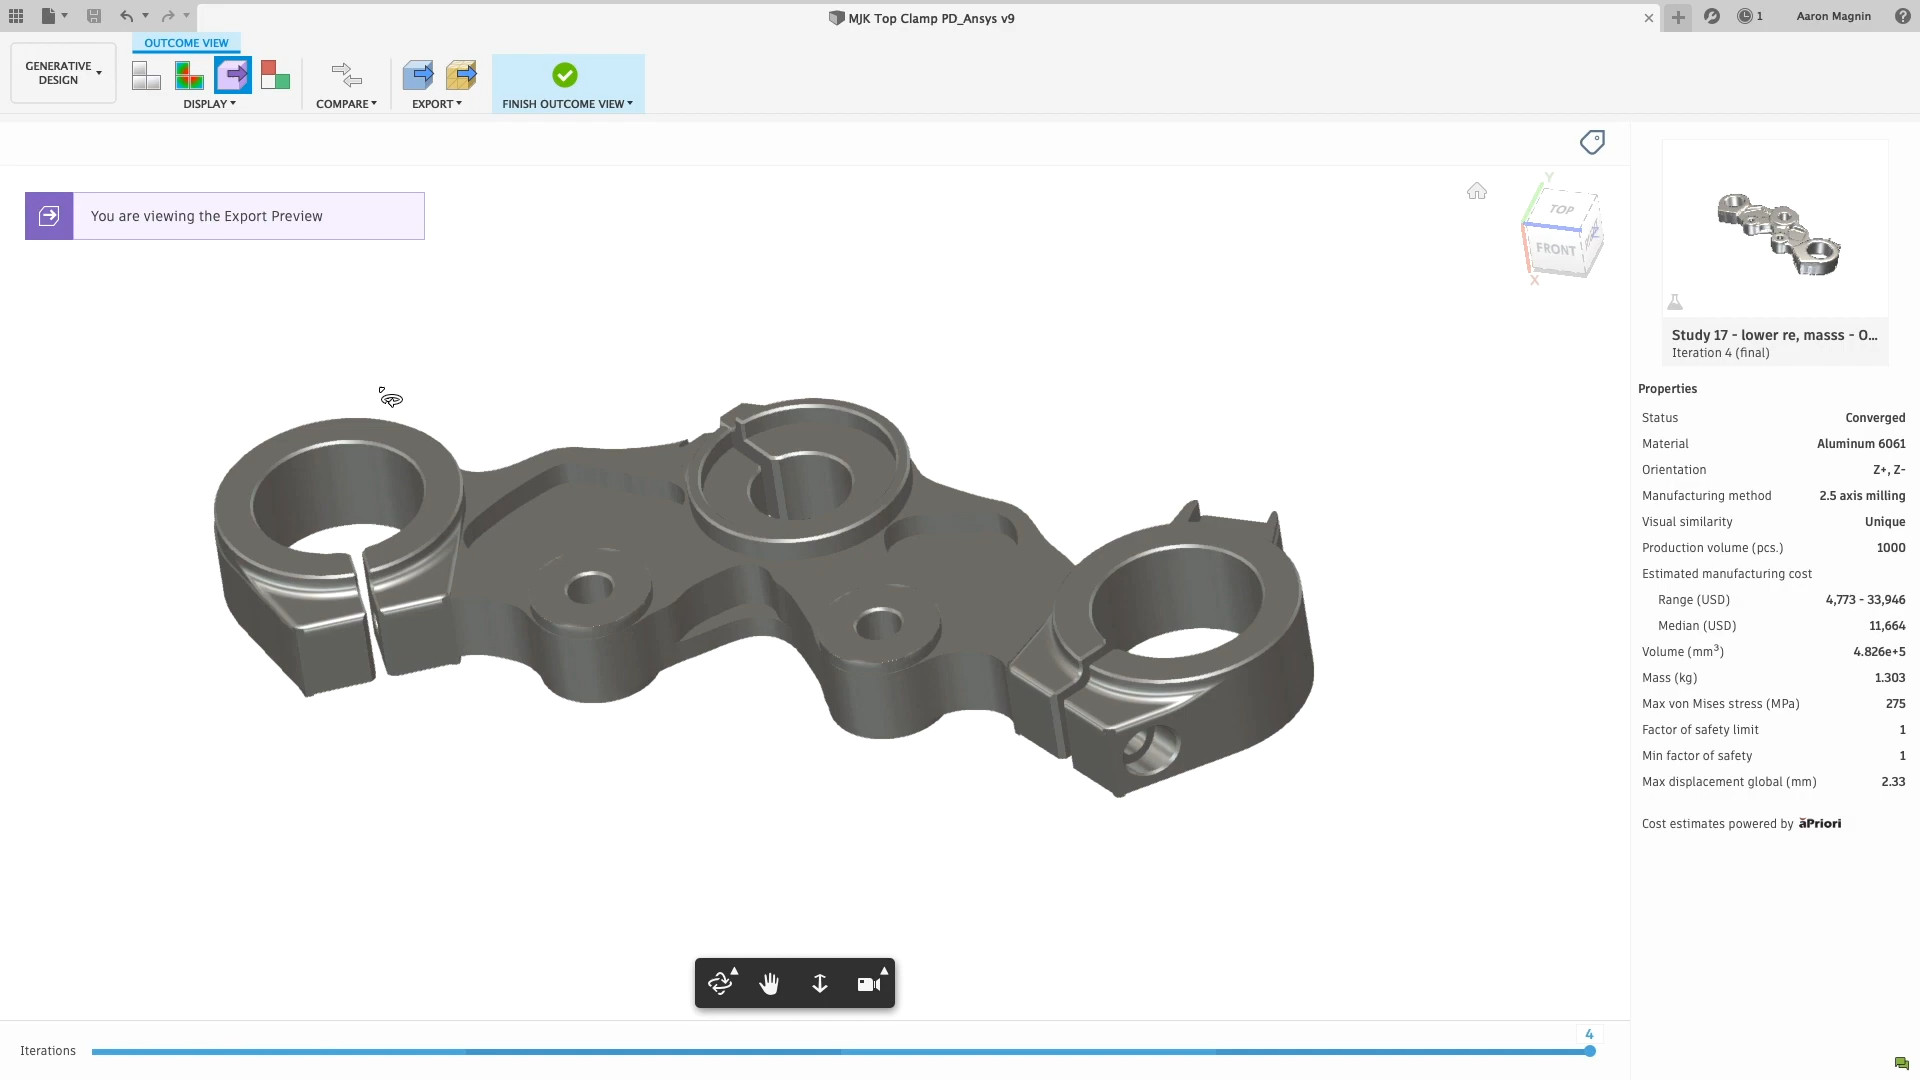 MJK Top Clamp PD_Ansys v9
1
Aaron Magnin
OUTCOME VIEW
GENERATIVE
DESIGN
DISPLAY
COMPARE
EXPORT
FINISH OUTCOME VIEW
You are viewing the Export Preview
Y
TOP
Z
FRONT
X
Study 17 - lower re, masss - O...
Iteration 4 (final)
Properties
Status Converged
Material Aluminum 6061
Orientation Z+, Z-
Manufacturing method 2.5 axis milling
Visual similarity Unique
Production volume (pcs.) 1000
Estimated manufacturing cost
Range (USD) 4,773 - 33,946
Median (USD) 11,664
Volume (mm³) 4.826e+5
Mass (kg) 1.303
Max von Mises stress (MPa) 275
Factor of safety limit 1
Min factor of safety 1
Max displacement global (mm) 2.33
Cost estimates powered by āPriori
4
Iterations